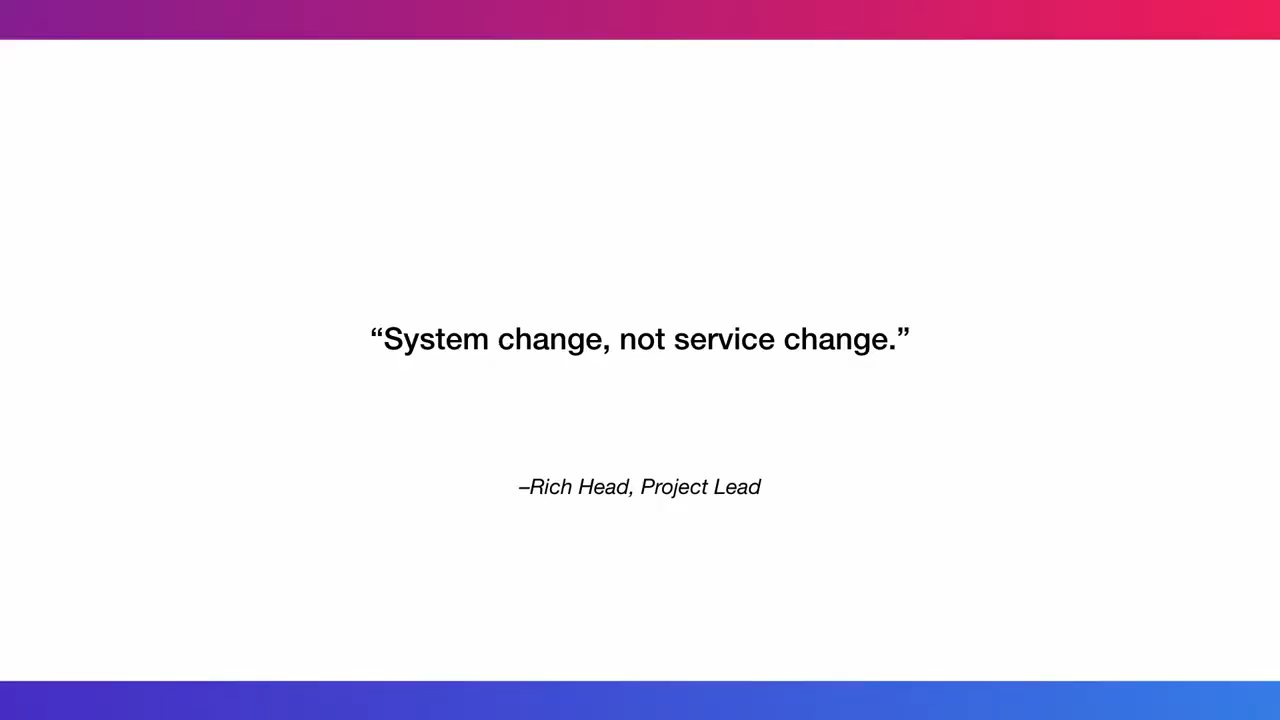 “System change, not service change.”
–Rich Head, Project Lead